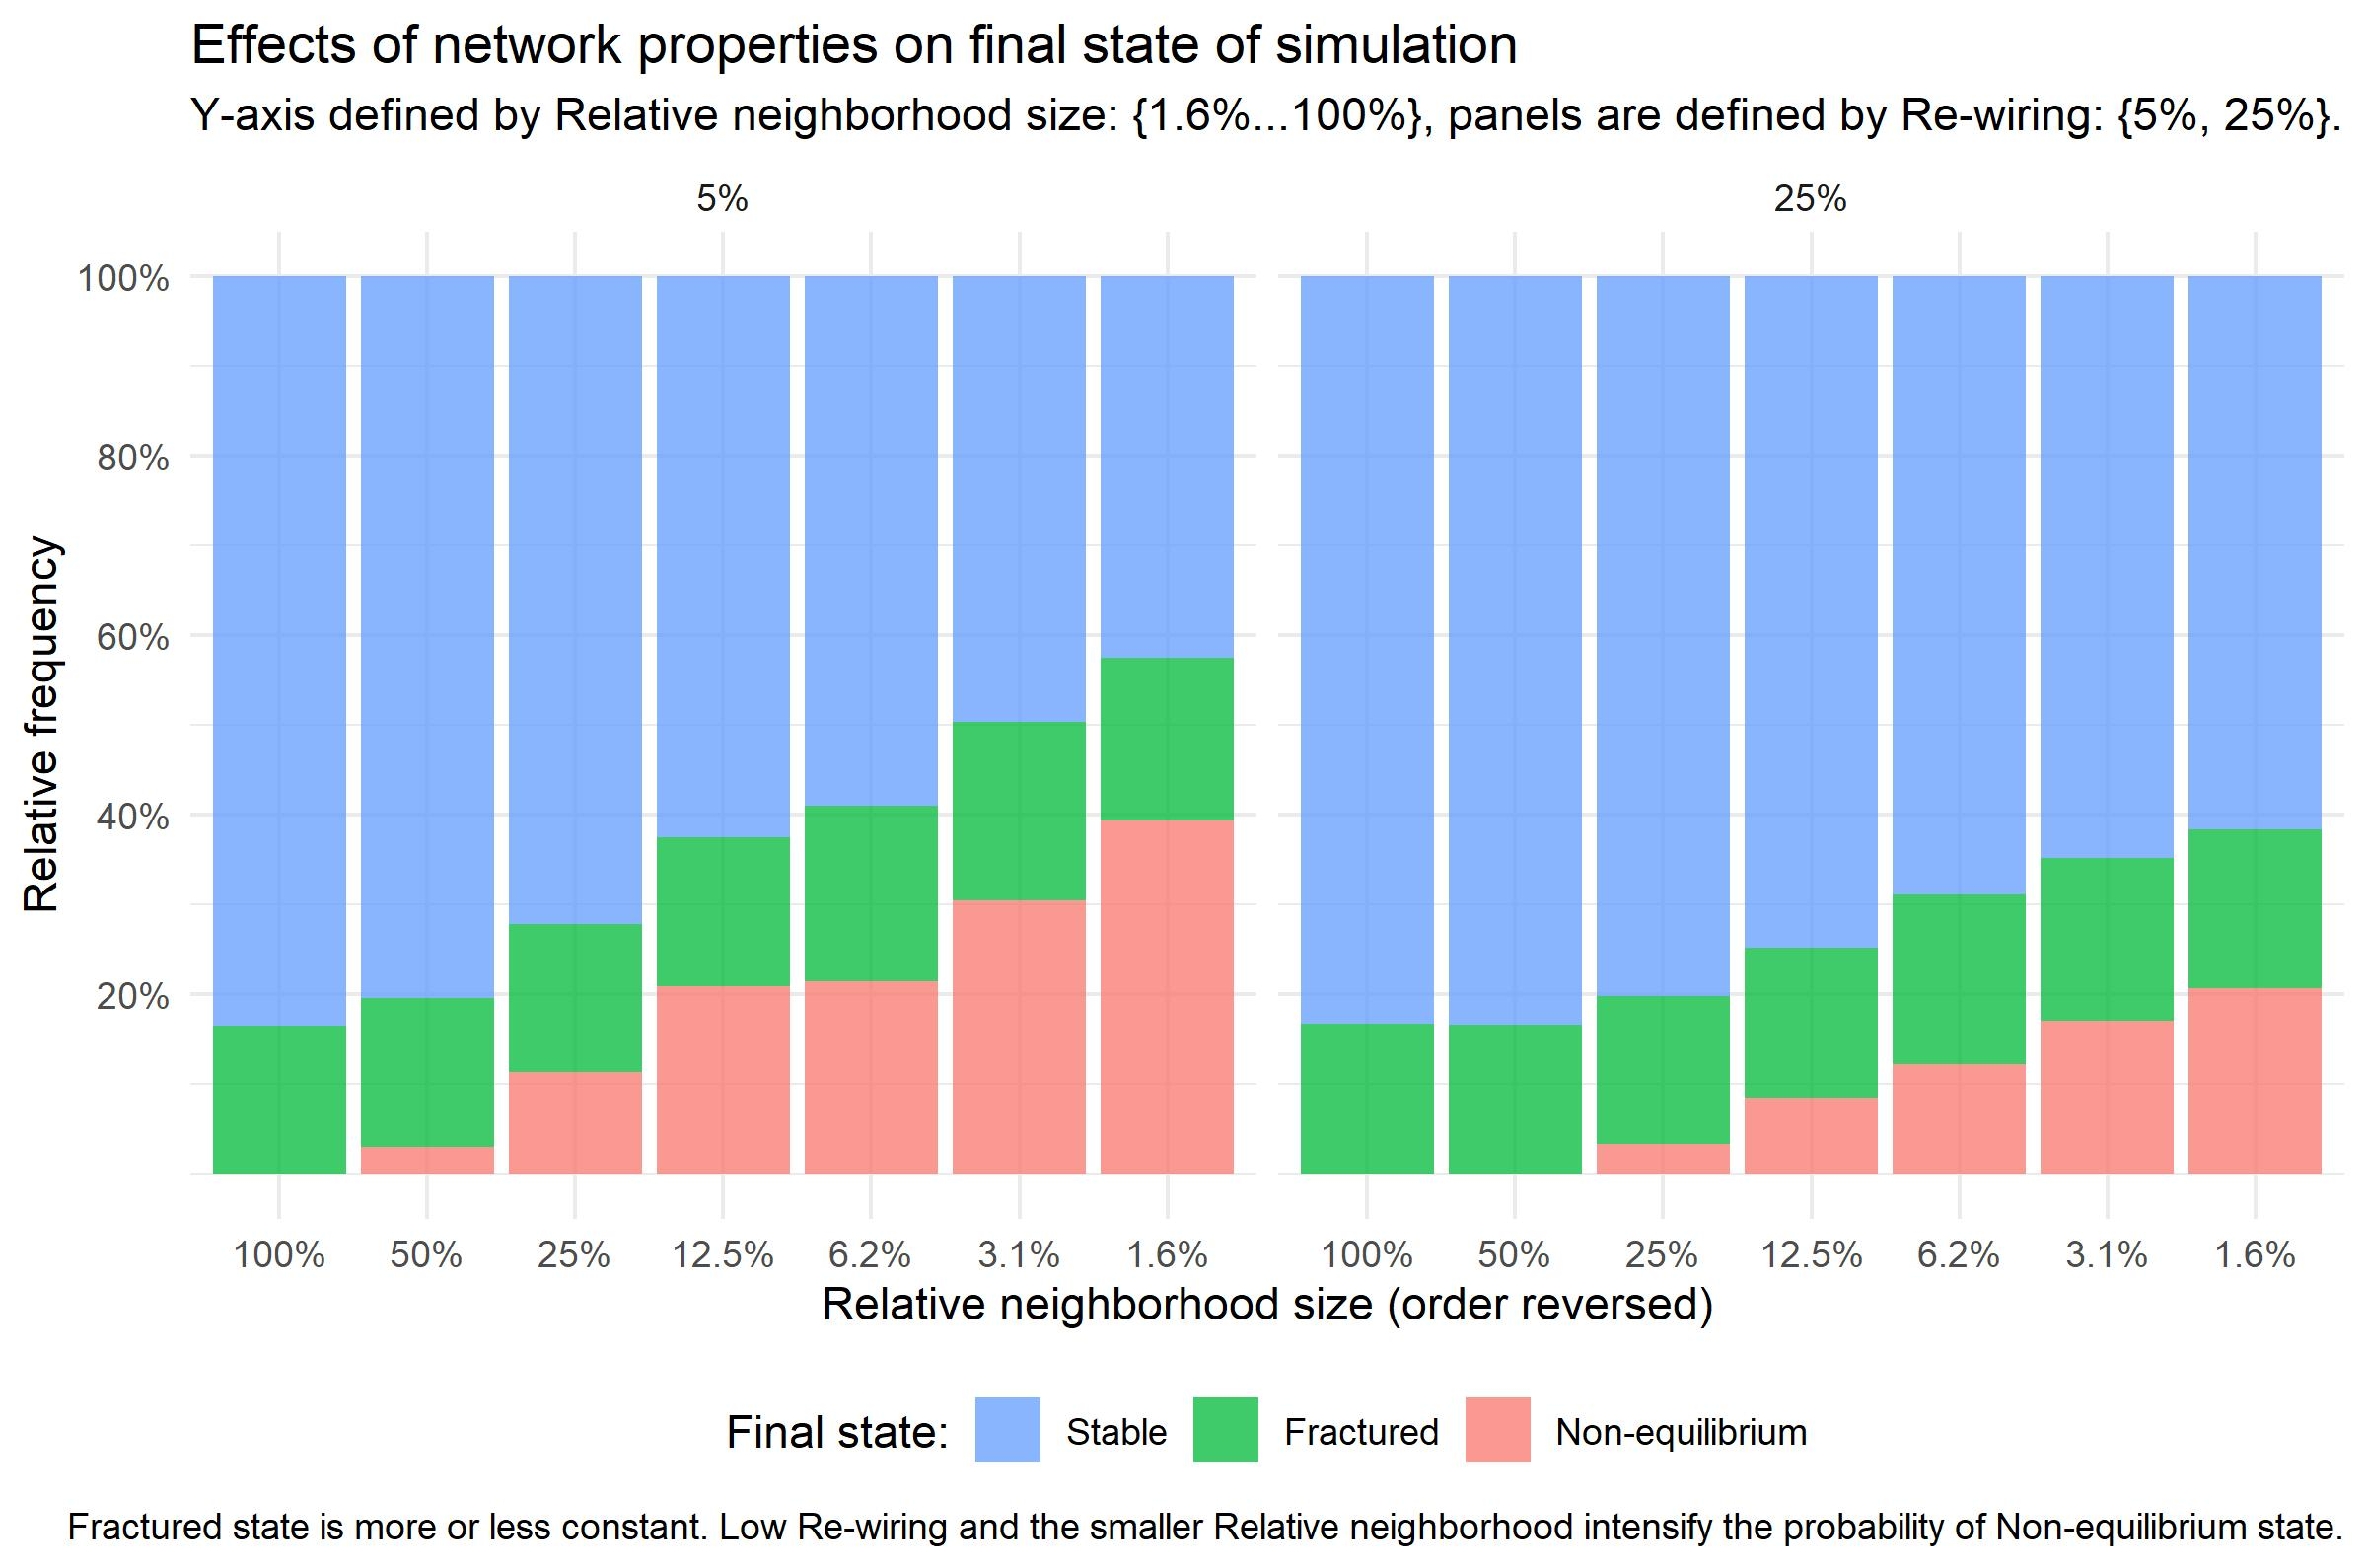 Effects of network properties on final state of simulation
Y-axis defined by Relative neighborhood size: {1.6%...100%}, panels are defined by Re-wiring: {5%, 25%}.
5%
25%
100%
80%
60%
40%
20%
Relative frequency
100% 50% 25% 12.5% 6.2% 3.1% 1.6%
100% 50% 25% 12.5% 6.2% 3.1% 1.6%
Relative neighborhood size (order reversed)
Final state: Stable Fractured Non-equilibrium
Fractured state is more or less constant. Low Re-wiring and the smaller Relative neighborhood intensify the probability of Non-equilibrium state.